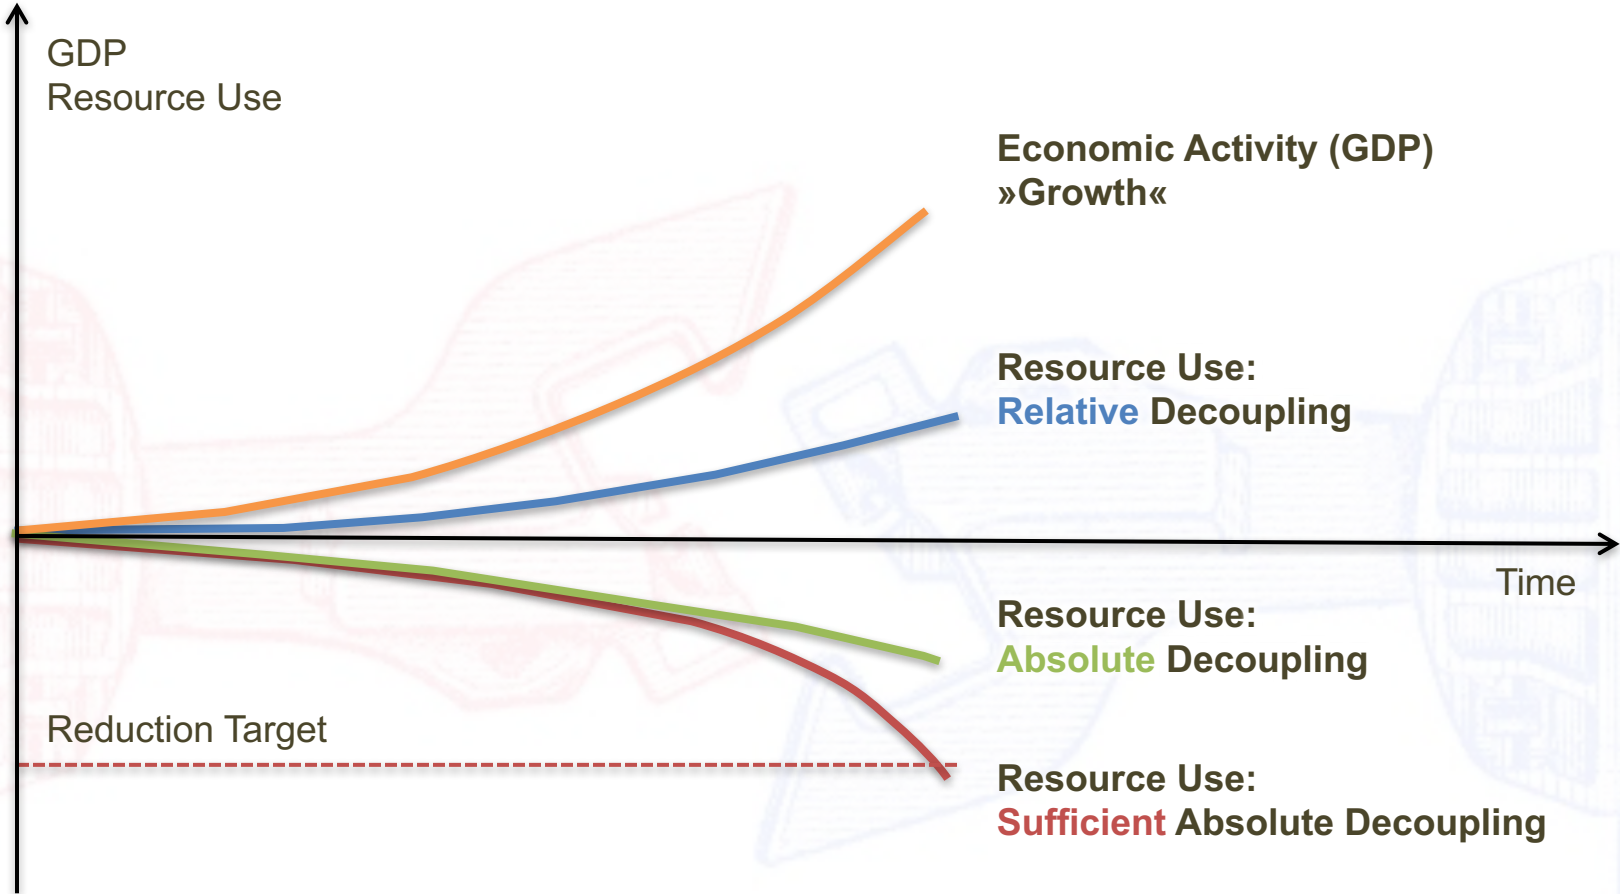 GDP
Resource Use
Economic Activity (GDP)
»Growth«
Resource Use:
Relative Decoupling
Time
Resource Use:
Absolute Decoupling
Reduction Target
Resource Use:
Sufficient Absolute Decoupling